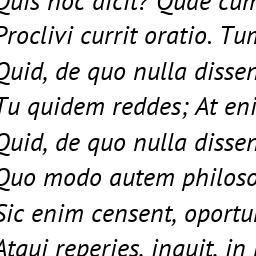 Quis hoc dicit? Quae cum
Proclivi currit oratio. Tum
Quid, de quo nulla dissen
Tu quidem reddes; At eni
Quid, de quo nulla dissen
Quo modo autem philoso
Sic enim censent, oportu
Atqui reperies, inquit, in